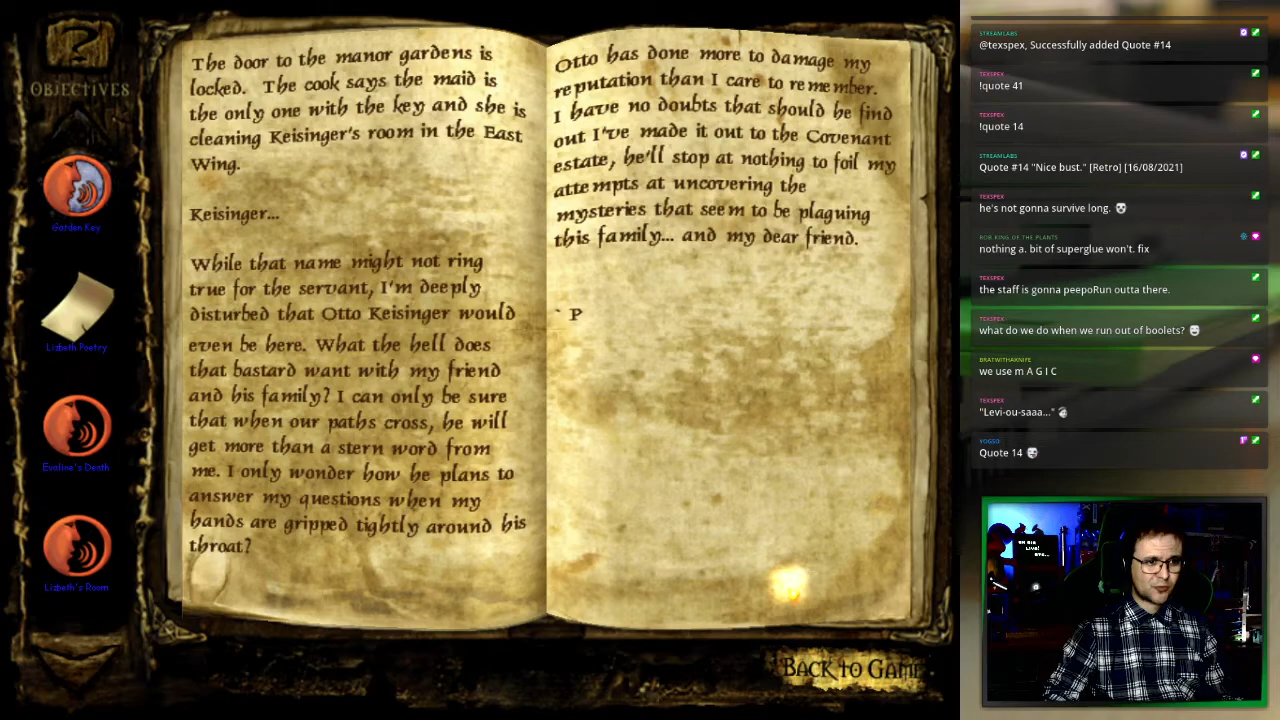 OBJECTIVES
Garden Key
Lizbeth Poetry
Evaline's Death
Lizbeth's Room
The door to the manor gardens is
locked. The cook says the maid is
the only one with the key and she is
cleaning Keisinger's room in the East
Wing.
Keisinger...
While that name might not ring
true for the servant, I'm deeply
disturbed that Otto Keisinger would
even be here. What the hell does
that bastard want with my friend
and his family? I can only be sure
that when our paths cross, he will
get more than a stern word from
me. I only wonder how he plans to
answer my questions when my
hands are gripped tightly around his
throat?
Otto has done more to damage my
reputation than I care to remember.
I have no doubts that should he find
out I've made it out to the Covenant
estate, he'll stop at nothing to foil my
attempts at uncovering the
mysteries that seem to be plaguing
this family... and my dear friend.
~ P
BACK TO GAME
STREAMLABS
@texspex, Successfully added Quote #14
TEXSPEX
!quote 41
TEXSPEX
!quote 14
STREAMLABS
Quote #14 "Nice bust." [Retro] [16/08/2021]
TEXSPEX
he's not gonna survive long.
ROB_KING_OF_THE_PLANTS
nothing a. bit of superglue won't. fix
TEXSPEX
the staff is gonna peepoRun outta there.
TEXSPEX
what do we do when we run out of boolets?
BRATWITHAKNIFE
we use m A G I C
TEXSPEX
"Levi-ou-saaa..."
YOGSO
Quote 14